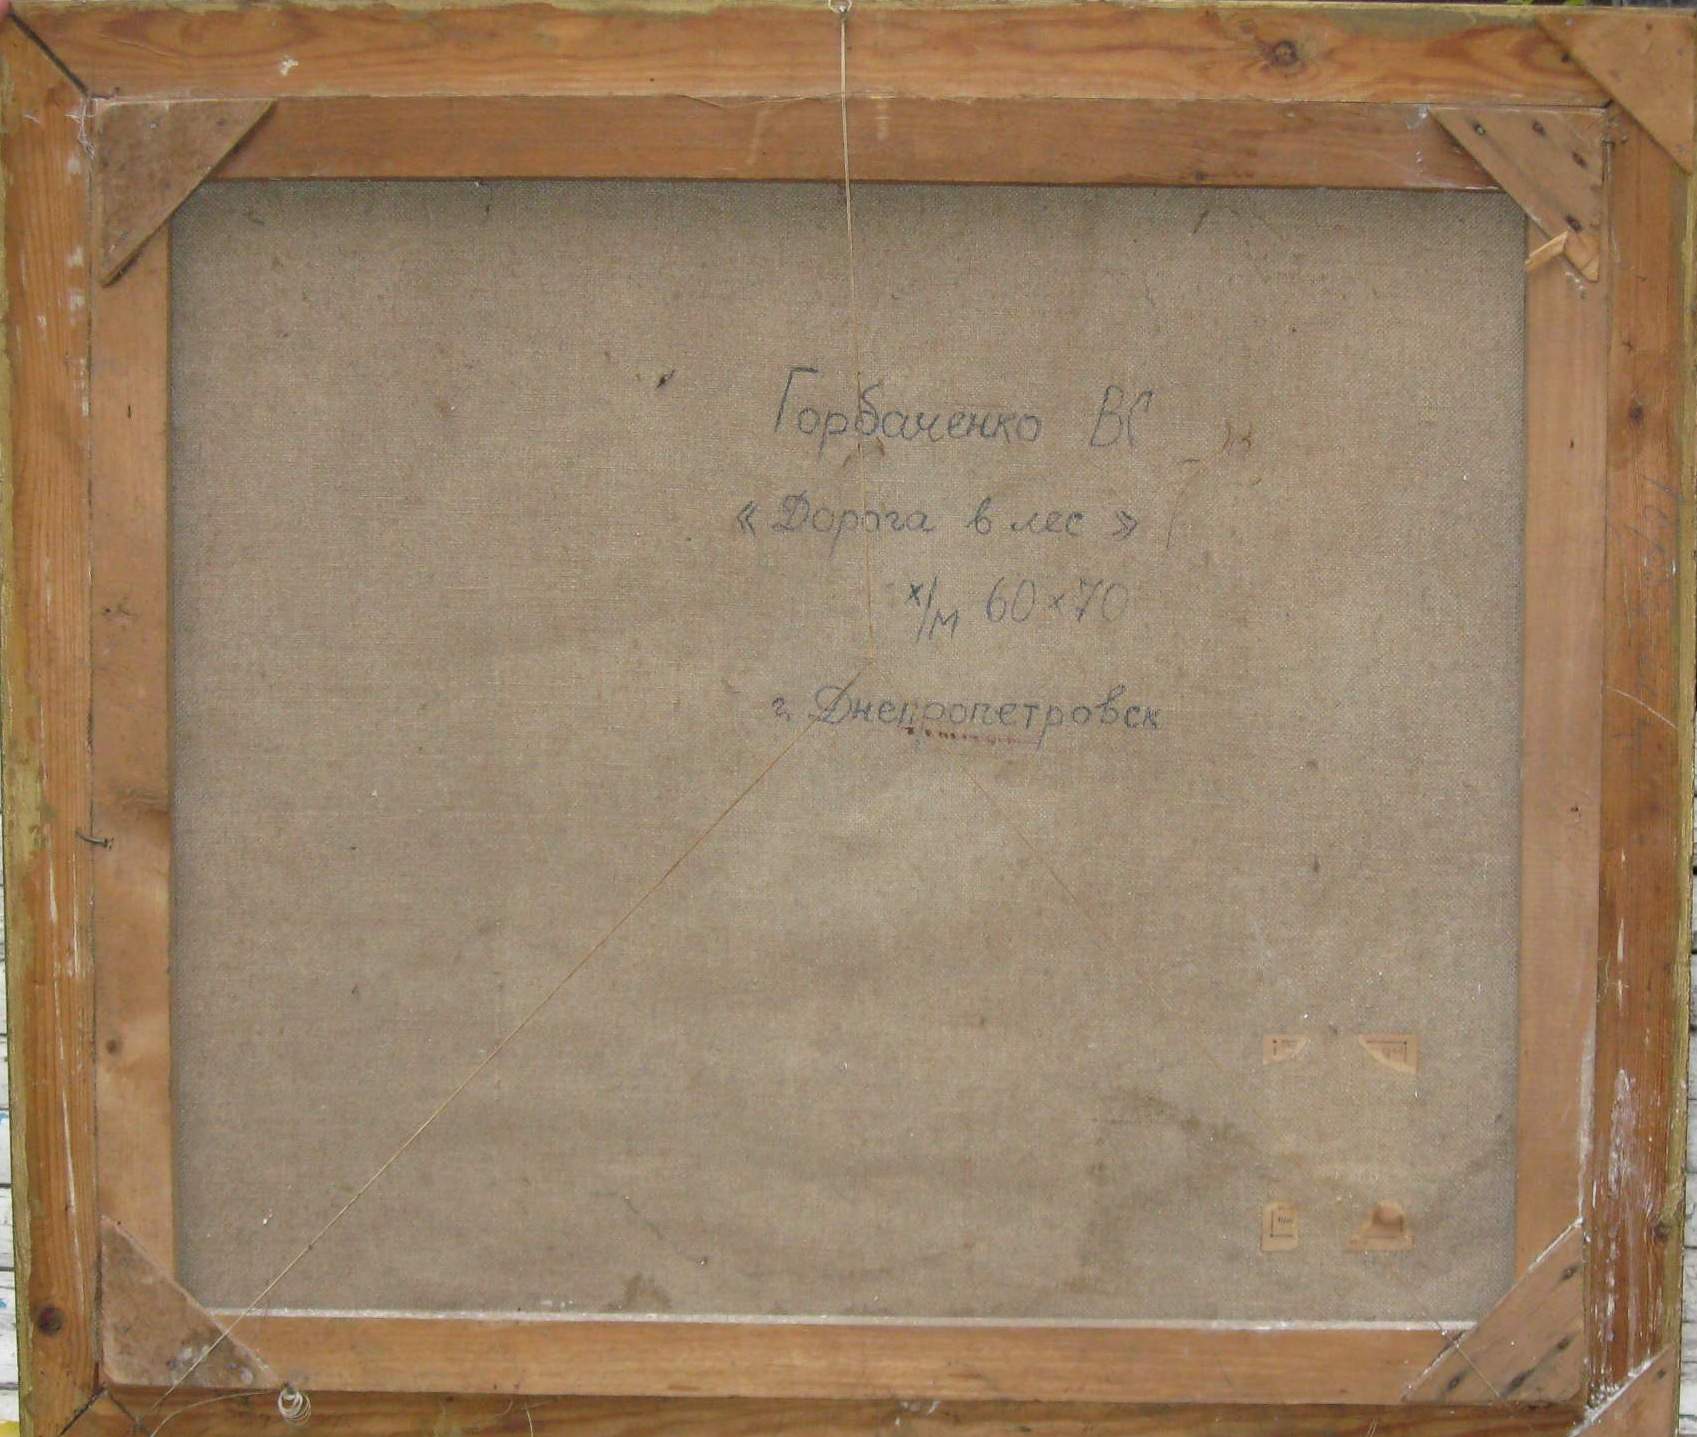 Горбаченко ВС
« Дорога в лес »
х/м 60×70
г. Днепропетровск